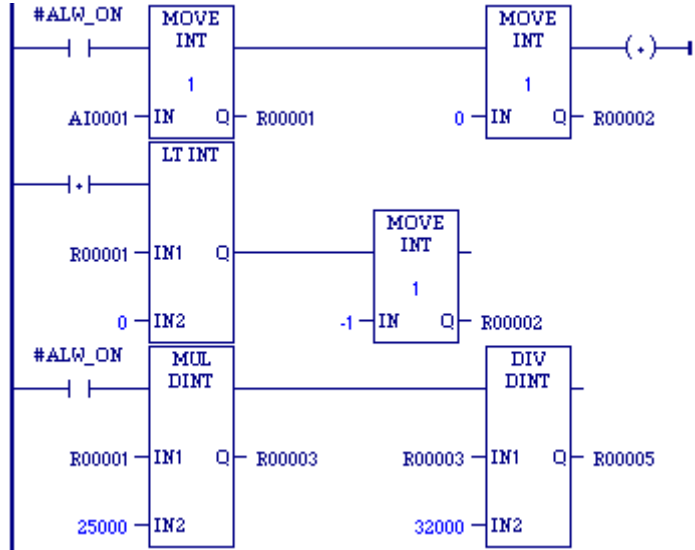 #ALW_ON
MOVE INT
MOVE INT
1
1
AI0001 IN Q R00001
0 IN Q R00002
LT INT
R00001 IN1 Q
MOVE INT
1
0 IN2
-1 IN Q R00002
#ALW_ON
MUL DINT
DIV DINT
R00001 IN1 Q R00003
R00003 IN1 Q R00005
25000 IN2
32000 IN2